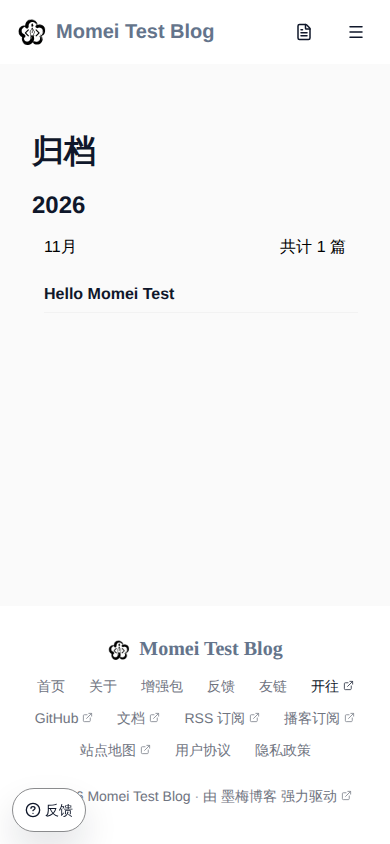 Momei Test Blog
归档
2026
11月 共计 1 篇
Hello Momei Test
Momei Test Blog
首页 关于 增强包 反馈 友链 开往
GitHub 文档 RSS 订阅 播客订阅
站点地图 用户协议 隐私政策
Momei Test Blog · 由 墨梅博客 强力驱动
反馈